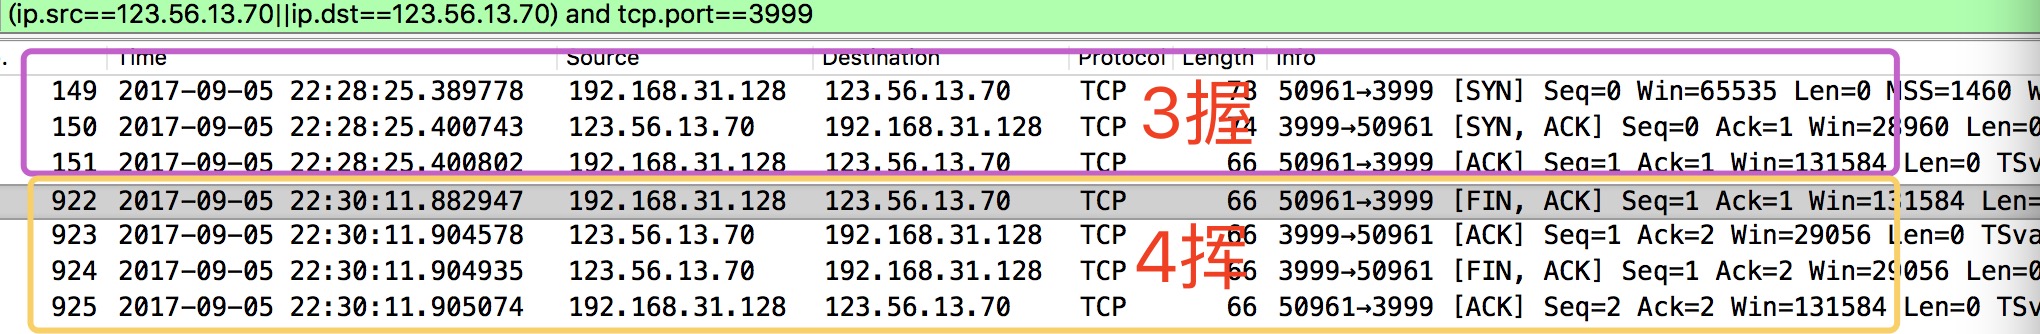 (ip.src==123.56.13.70||ip.dst==123.56.13.70) and tcp.port==3999
. Time Source Destination Protocol Length Info
149 2017-09-05 22:28:25.389778 192.168.31.128 123.56.13.70 TCP 78 50961→3999 [SYN] Seq=0 Win=65535 Len=0 MSS=1460 W
150 2017-09-05 22:28:25.400743 123.56.13.70 192.168.31.128 TCP 74 3999→50961 [SYN, ACK] Seq=0 Ack=1 Win=28960 Len=0
151 2017-09-05 22:28:25.400802 192.168.31.128 123.56.13.70 TCP 66 50961→3999 [ACK] Seq=1 Ack=1 Win=131584 Len=0 TSv
3握
922 2017-09-05 22:30:11.882947 192.168.31.128 123.56.13.70 TCP 66 50961→3999 [FIN, ACK] Seq=1 Ack=1 Win=131584 Len=
923 2017-09-05 22:30:11.904578 123.56.13.70 192.168.31.128 TCP 66 3999→50961 [ACK] Seq=1 Ack=2 Win=29056 Len=0 TSva
924 2017-09-05 22:30:11.904935 123.56.13.70 192.168.31.128 TCP 66 3999→50961 [FIN, ACK] Seq=1 Ack=2 Win=29056 Len=0
925 2017-09-05 22:30:11.905074 192.168.31.128 123.56.13.70 TCP 66 50961→3999 [ACK] Seq=2 Ack=2 Win=131584 Len=0 TSv
4挥